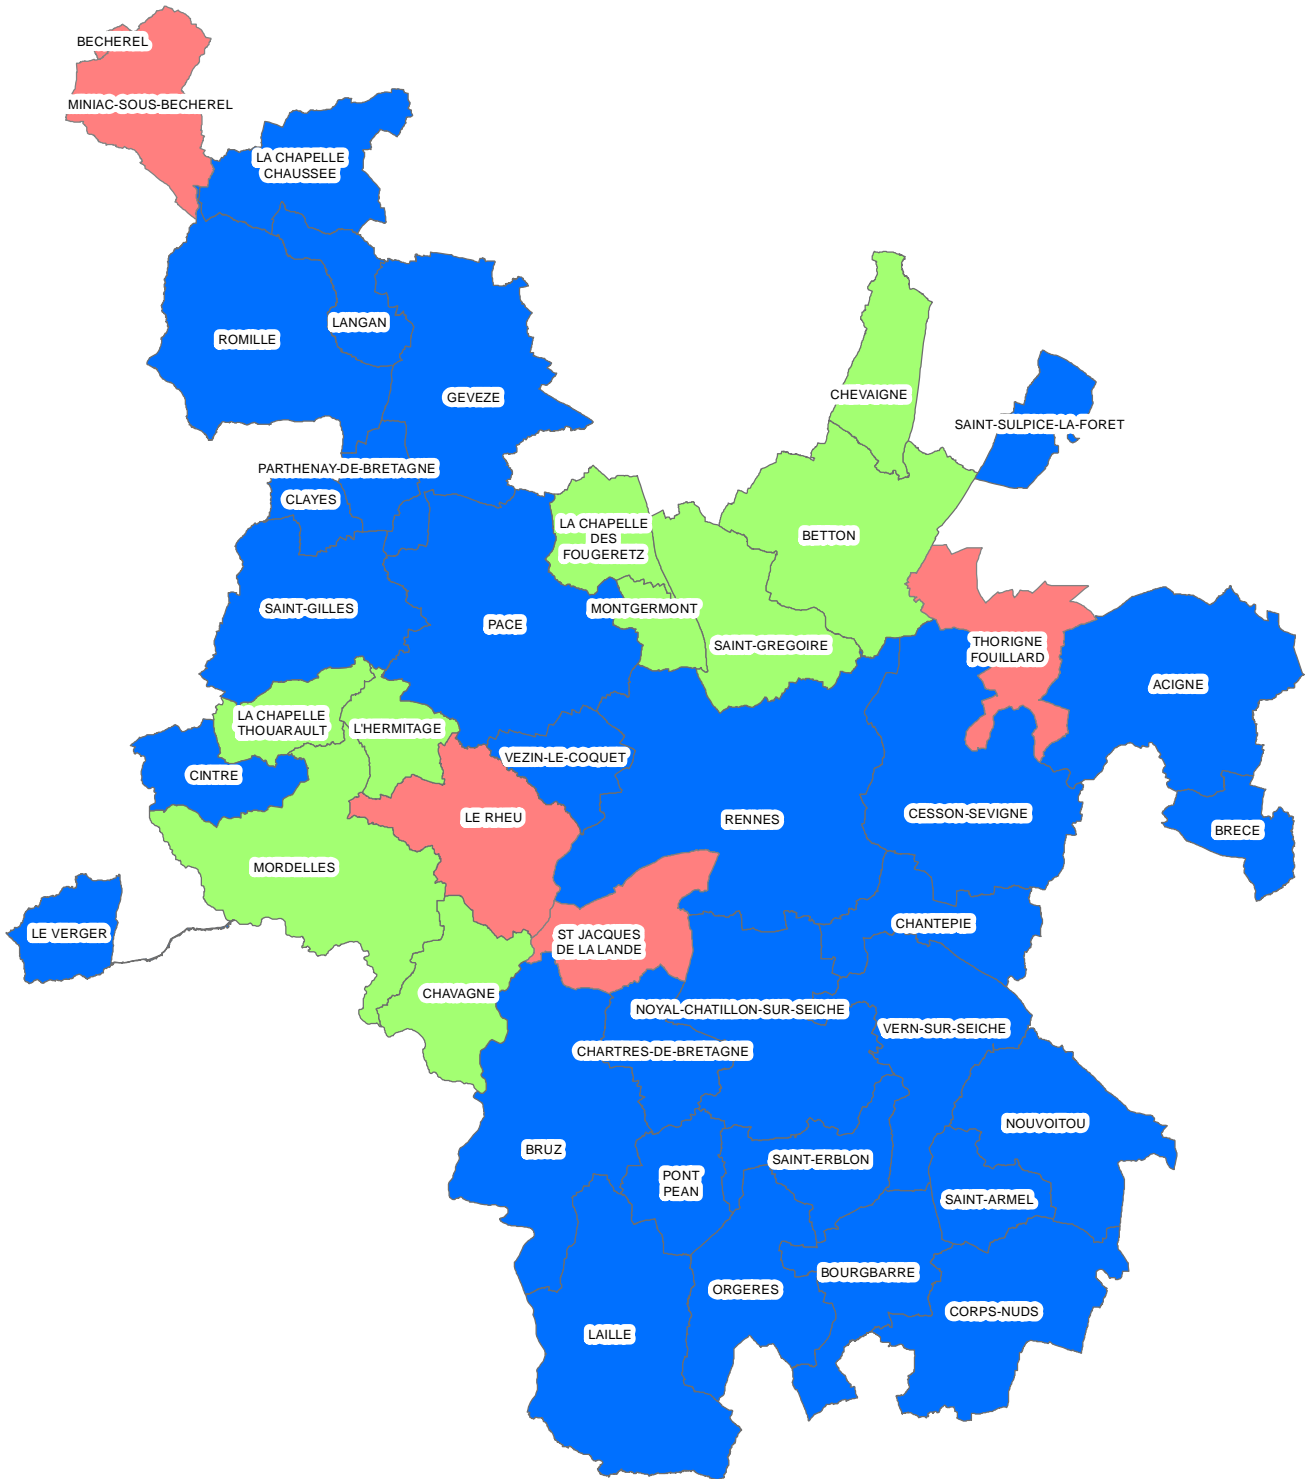 BECHEREL
MINIAC-SOUS-BECHEREL
LA CHAPELLE
CHAUSSEE
LANGAN
ROMILLE
CHEVAIGNE
GEVEZE
SAINT-SULPICE-LA-FORET
PARTHENAY-DE-BRETAGNE
CLAYES
LA CHAPELLE
DES
FOUGERETZ
BETTON
SAINT-GILLES
MONTGERMONT
PACE
SAINT-GREGOIRE
THORIGNE
FOUILLARD
ACIGNE
LA CHAPELLE
THOUARAULT
L'HERMITAGE
VEZIN-LE-COQUET
CINTRE
LE RHEU
RENNES
CESSON-SEVIGNE
BRECE
MORDELLES
CHANTEPIE
LE VERGER
ST JACQUES
DE LA LANDE
CHAVAGNE
NOYAL-CHATILLON-SUR-SEICHE
VERN-SUR-SEICHE
CHARTRES-DE-BRETAGNE
NOUVOITOU
BRUZ
SAINT-ERBLON
PONT
PEAN
SAINT-ARMEL
BOURGBARRE
ORGERES
CORPS-NUDS
LAILLE